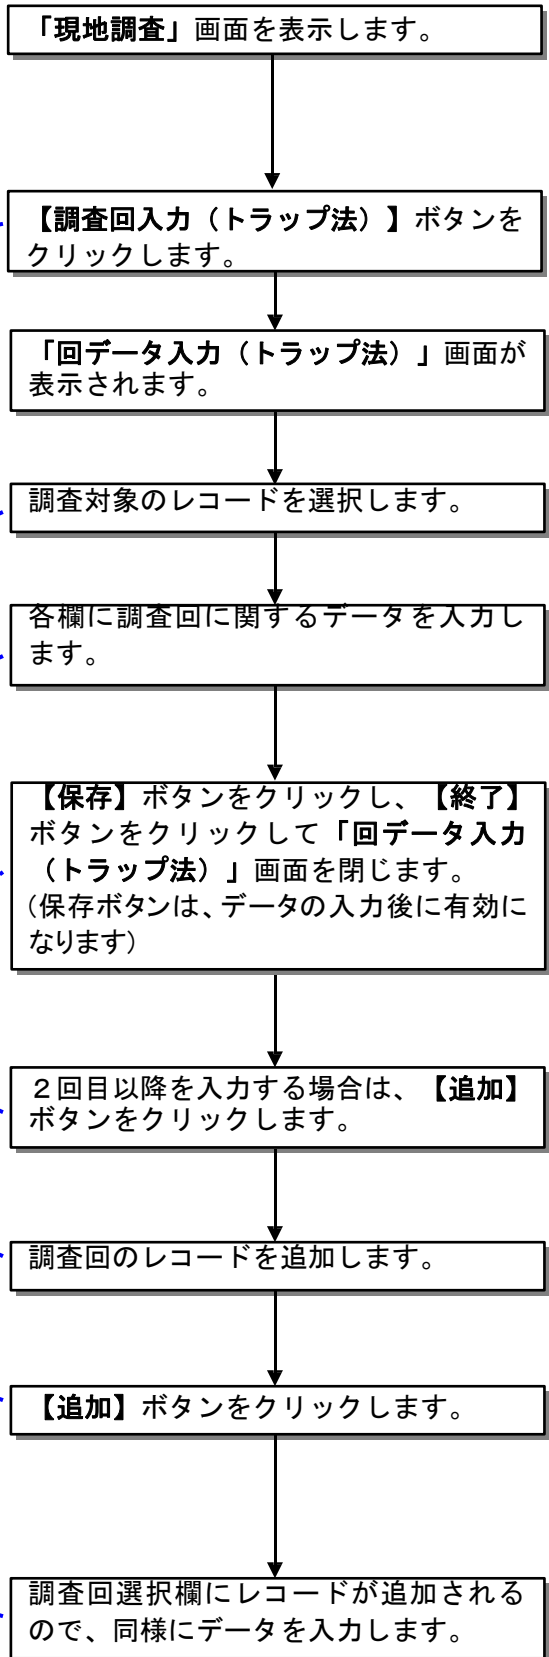 「現地調査」画面を表示します。
【調査回入力（トラップ法）】ボタンを
クリックします。
「回データ入力（トラップ法）」画面が
表示されます。
調査対象のレコードを選択します。
各欄に調査回に関するデータを入力し
ます。
【保存】ボタンをクリックし、【終了】
ボタンをクリックして「回データ入力
（トラップ法）」画面を閉じます。
(保存ボタンは、データの入力後に有効に
なります)
２回目以降を入力する場合は、【追加】
ボタンをクリックします。
調査回のレコードを追加します。
【追加】ボタンをクリックします。
調査回選択欄にレコードが追加される
ので、同様にデータを入力します。